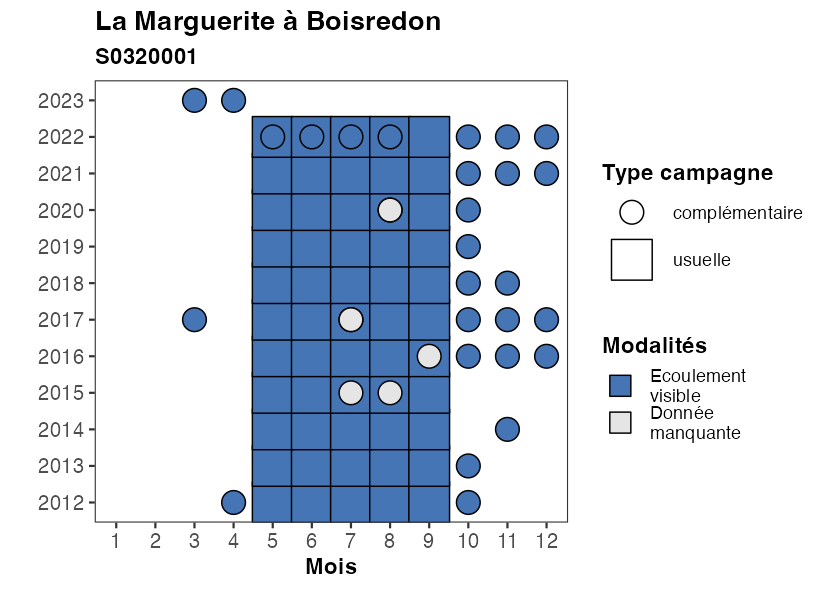 La Marguerite à Boisredon
S0320001
2023
2022
2021
2020
2019
2018
2017
2016
2015
2014
2013
2012
1 2 3 4 5 6 7 8 9 10 11 12
Mois
Type campagne
complémentaire
usuelle
Modalités
Ecoulement
visible
Donnée
manquante